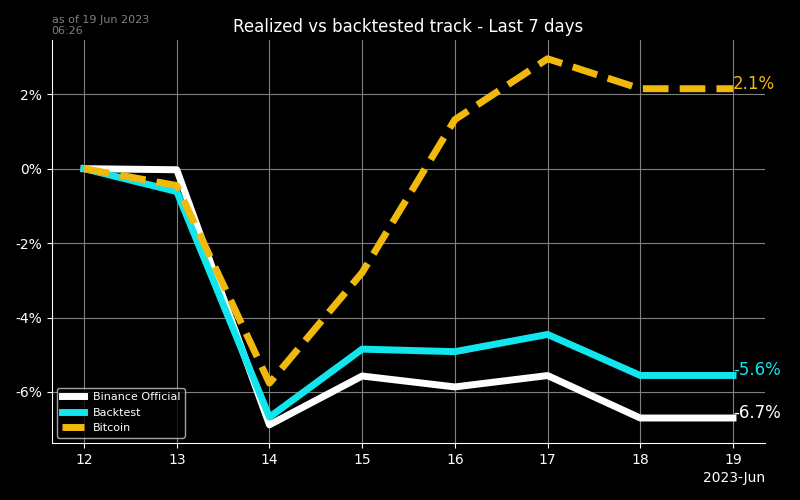 as of 19 Jun 2023
06:26
Realized vs backtested track - Last 7 days
2%
0%
-2%
-4%
-6%
2.1%
-5.6%
-6.7%
Binance Official
Backtest
Bitcoin
12 13 14 15 16 17 18 19
2023-Jun